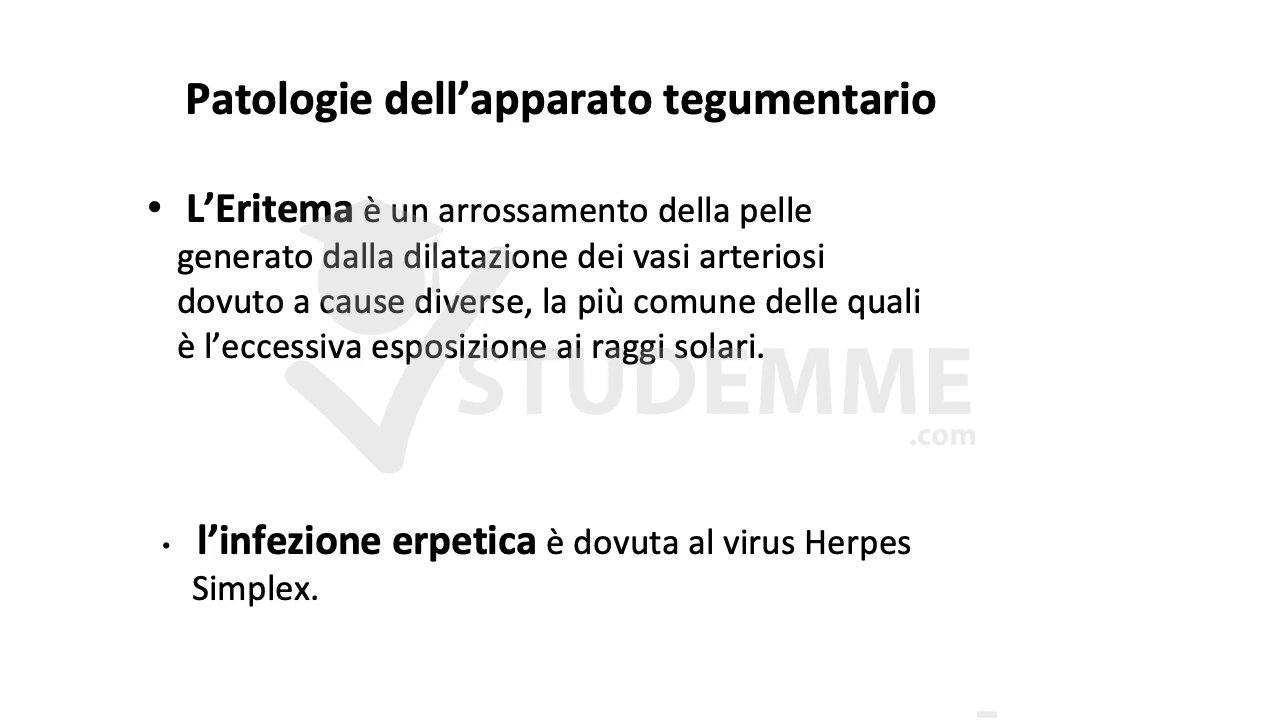 Patologie dell’apparato tegumentario
• L’Eritema è un arrossamento della pelle
generato dalla dilatazione dei vasi arteriosi
dovuto a cause diverse, la più comune delle quali
è l’eccessiva esposizione ai raggi solari.
STUDEMME
.com
• l’infezione erpetica è dovuta al virus Herpes
Simplex.